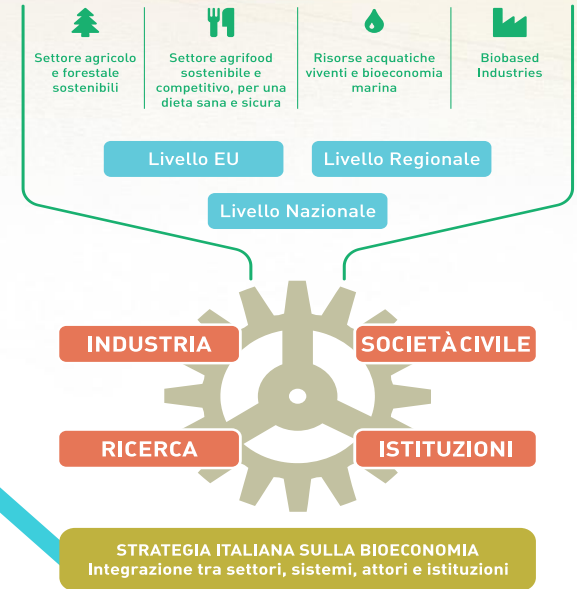 Settore agricolo
e forestale
sostenibili
Settore agrifood
sostenibile e
competitivo, per una
dieta sana e sicura
Risorse acquatiche
viventi e bioeconomia
marina
Biobased
Industries
Livello EU
Livello Regionale
Livello Nazionale
INDUSTRIA
SOCIETÀ CIVILE
RICERCA
ISTITUZIONI
STRATEGIA ITALIANA SULLA BIOECONOMIA
Integrazione tra settori, sistemi, attori e istituzioni